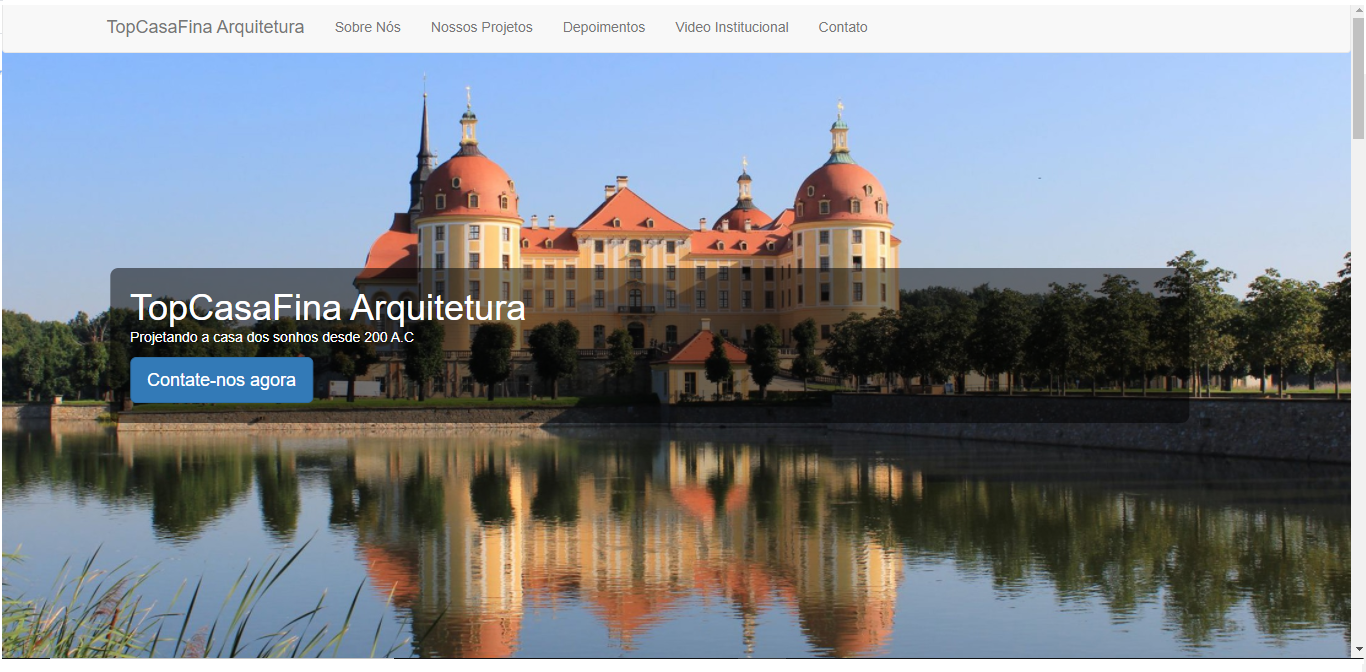 TopCasaFina Arquitetura Sobre Nós Nossos Projetos Depoimentos Video Institucional Contato
TopCasaFina Arquitetura
Projetando a casa dos sonhos desde 200 A.C
Contate-nos agora